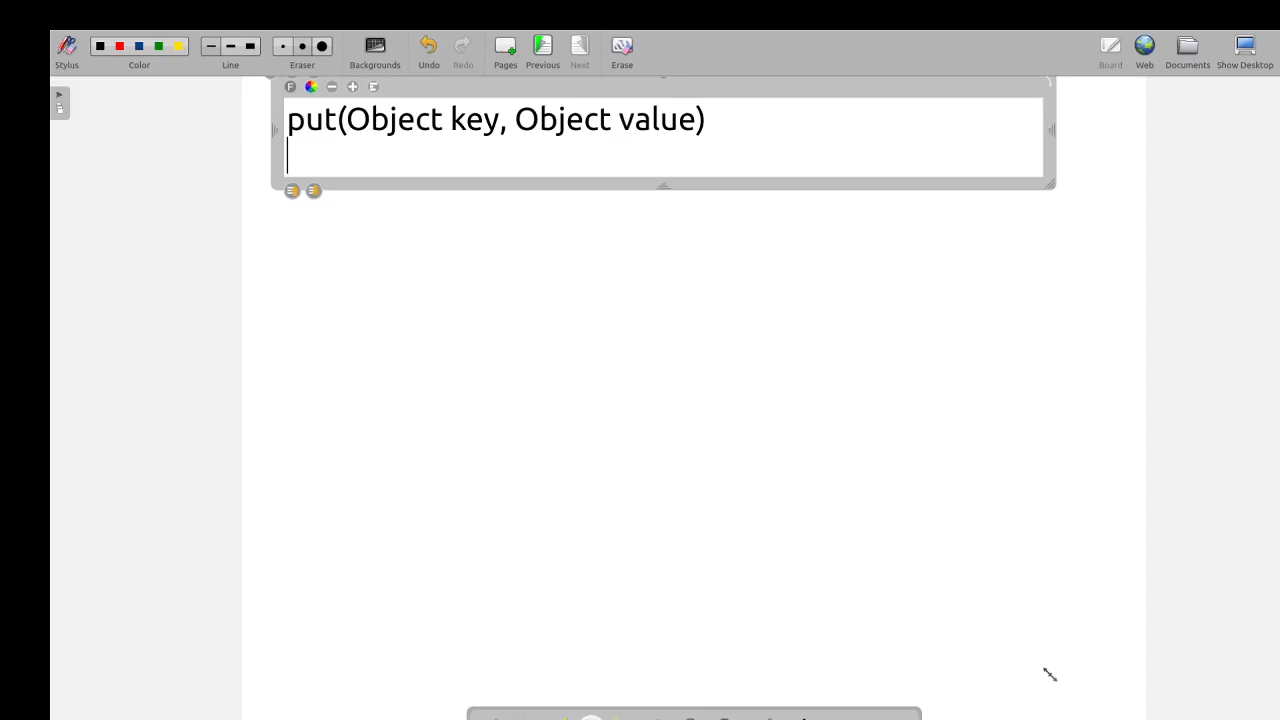 Stylus
Color
Line
Eraser
Backgrounds
Undo
Redo
Pages
Previous
Next
Erase
Board
Web
Documents
Show Desktop
put(Object key, Object value)